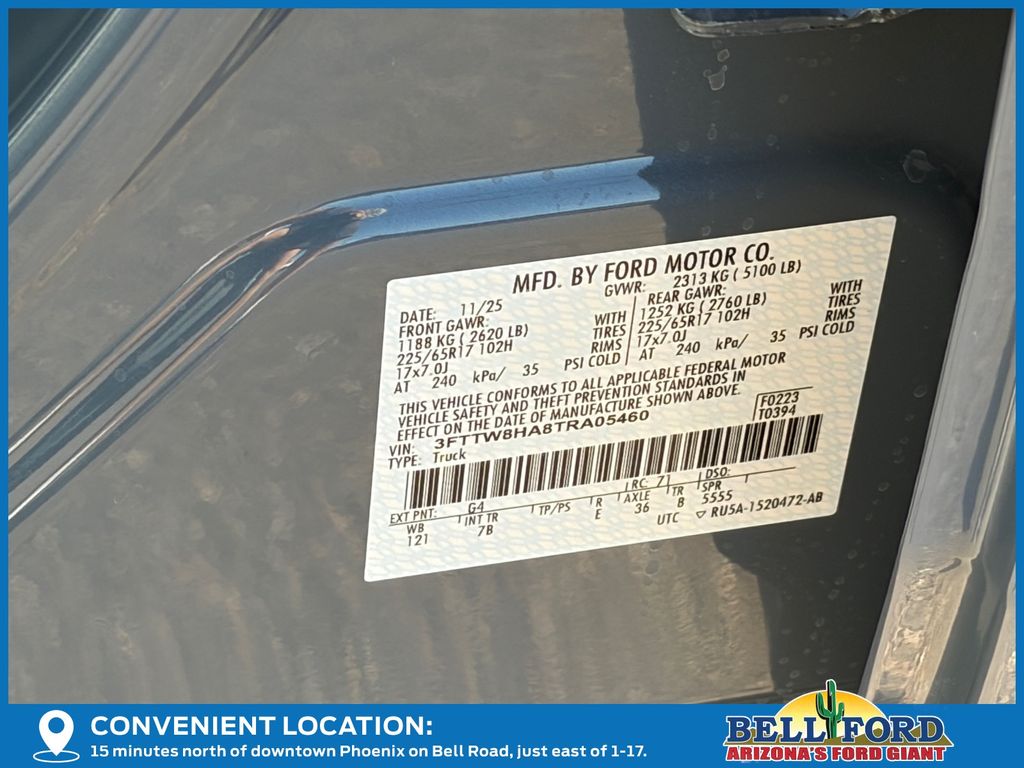 MFD. BY FORD MOTOR CO.
DATE: 11/25 GVWR: 2313 KG ( 5100 LB)
FRONT GAWR: WITH REAR GAWR: WITH
1188 KG ( 2620 LB) TIRES 1252 KG ( 2760 LB) TIRES
225/65R17 102H RIMS 225/65R17 102H RIMS
17x7.0J 17x7.0J
AT 240 kPa/ 35 PSI COLD AT 240 kPa/ 35 PSI COLD
THIS VEHICLE CONFORMS TO ALL APPLICABLE FEDERAL MOTOR
VEHICLE SAFETY AND THEFT PREVENTION STANDARDS IN
EFFECT ON THE DATE OF MANUFACTURE SHOWN ABOVE.
VIN: 3FTTW8HA8TRA05460 F0223
TYPE: Truck T0394
EXT PNT: G4 RC: 71 DSO:
WB INT TR TP/PS R AXLE TR SPR
121 7B E 36 B 5555
UTC ▽ RU5A-1520472-AB
CONVENIENT LOCATION:
15 minutes north of downtown Phoenix on Bell Road, just east of 1-17.
BELL FORD
ARIZONA'S FORD GIANT